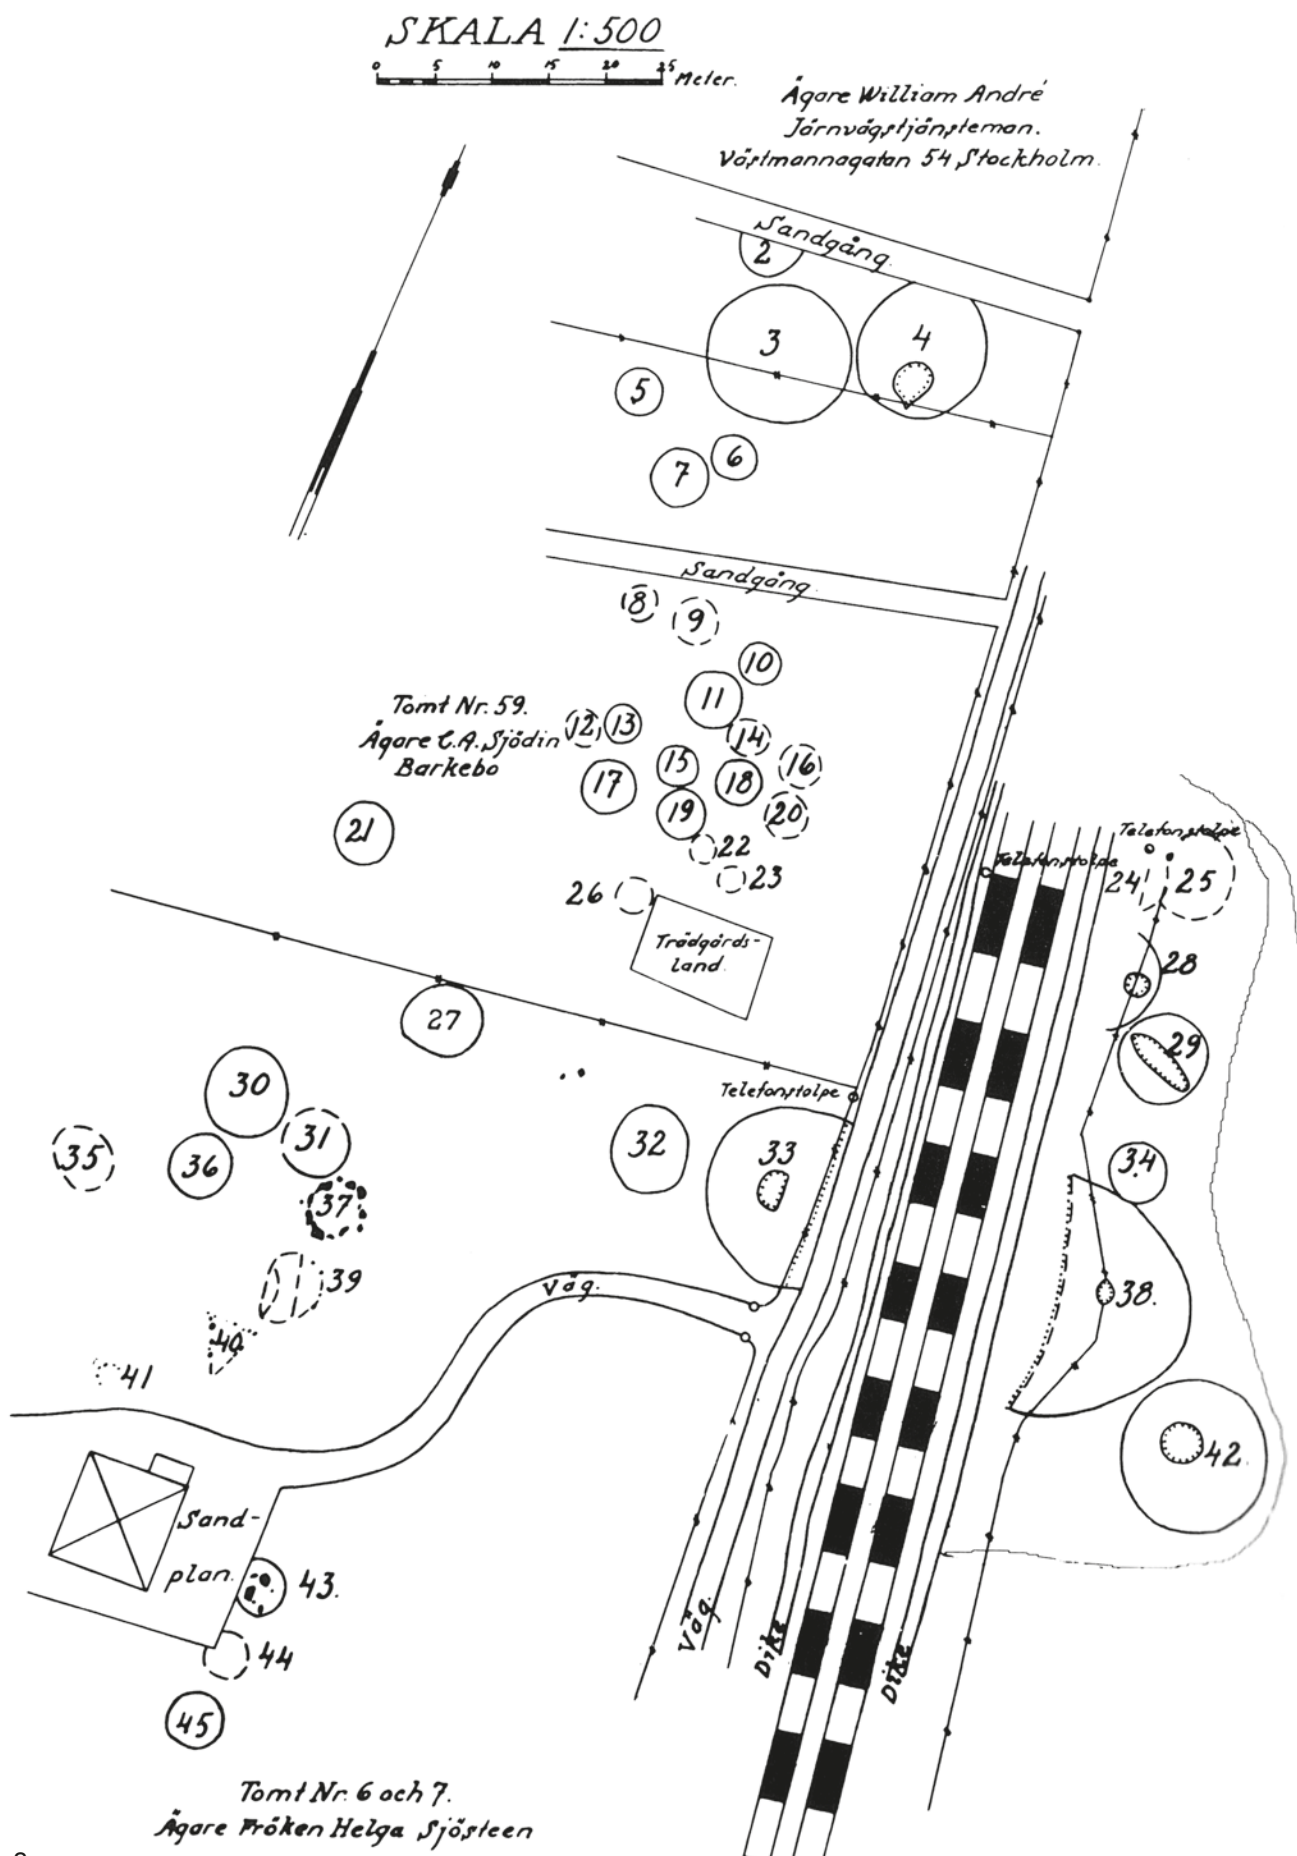 SKALA 1:500
0 5 10 15 20 25 Meter.
Ägare William André
Järnvägstjänsteman.
Västmannagatan 54 Stockholm.
Sandgång.
2
3
4
5
6
7
Sandgång.
8
9
10
11
Tomt Nr. 59.
Ägare C.A. Sjödin
Barkebo
12
13
14
15
16
17
18
19
20
21
22
23
Telefonstolpe
Telefonstolpe
24
25
26
Trädgårds-
land.
27
28
29
30
31
Telefonstolpe
32
33
34
35
36
37
38.
39
Väg.
40
41
42.
Sand-
plan.
43.
44
45
Väg.
Dike
Dike
Tomt Nr. 6 och 7.
Ägare Fröken Helga Sjösteen